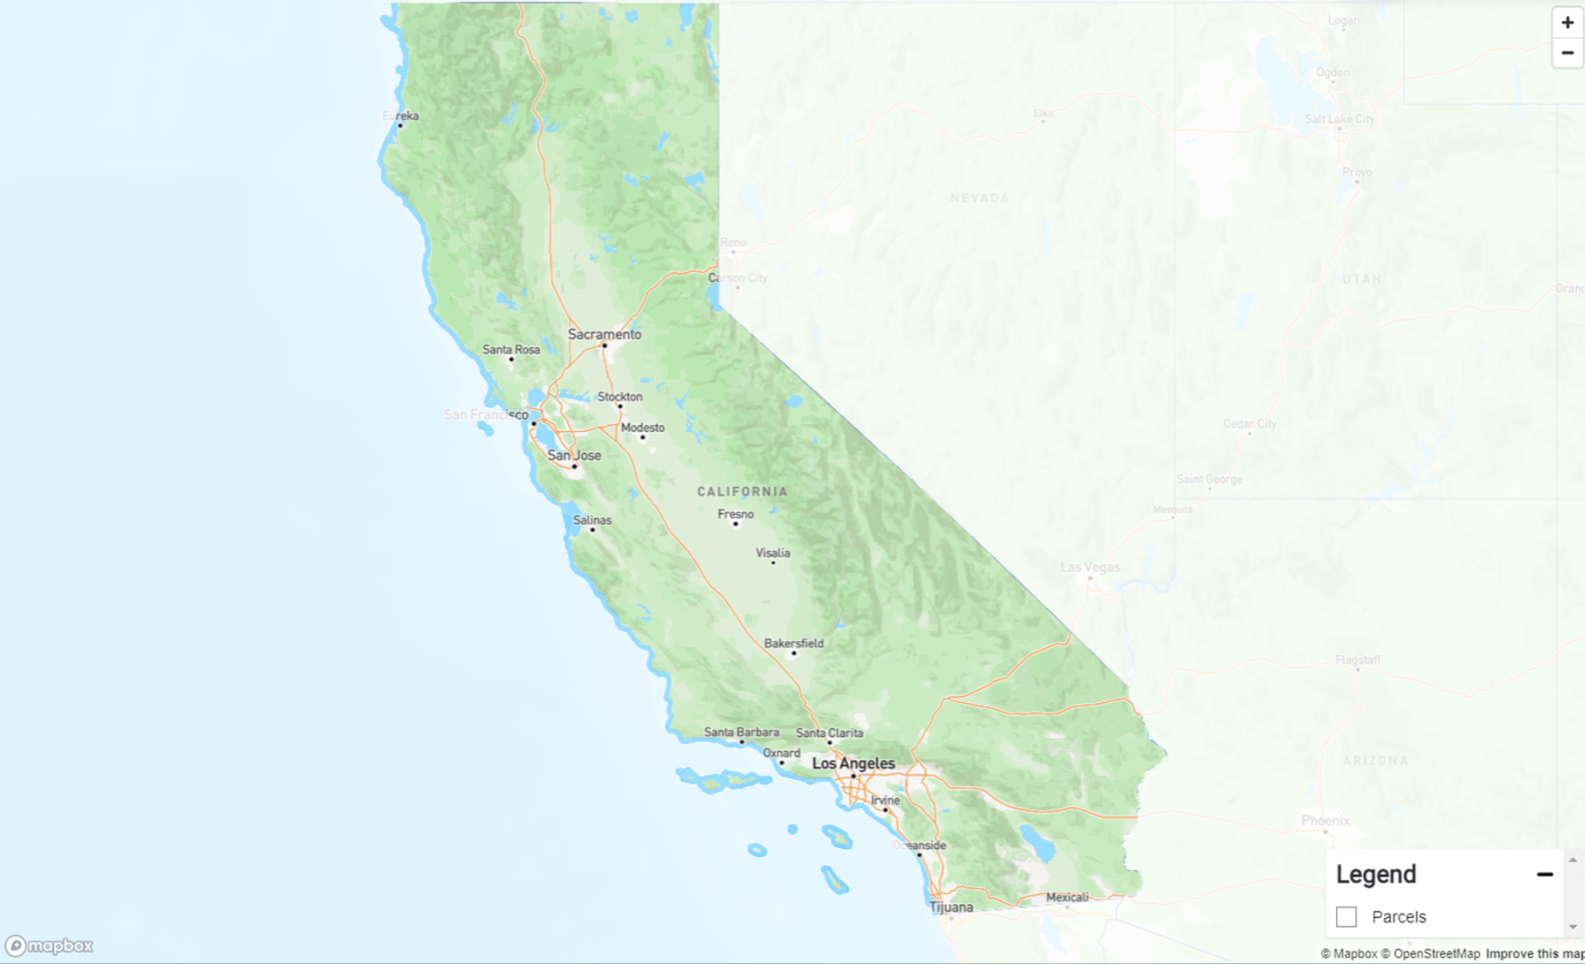 Logan
+
−
Ogden
Eureka
Elko
Salt Lake City
Provo
NEVADA
Reno
Carson City
UTAH
Grand
Sacramento
Santa Rosa
Stockton
San Francisco
Modesto
Cedar City
San Jose
CALIFORNIA
Saint George
Fresno
Mesquite
Salinas
Visalia
Las Vegas
Bakersfield
Flagstaff
Santa Barbara
Santa Clarita
Oxnard
Los Angeles
ARIZONA
Irvine
Phoenix
Oceanside
Legend
Mexicali
Tijuana
Parcels
mapbox
© Mapbox © OpenStreetMap Improve this map